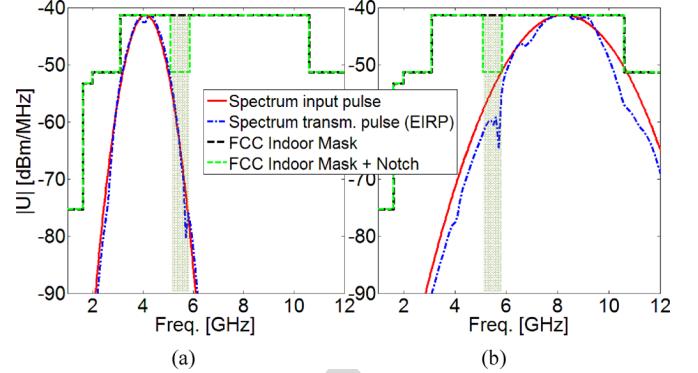 -40
-50
-60
-70
-80
-90
|U| [dBm/MHz]
2 4 6 8 10 12
Freq. [GHz]
(a)
Spectrum input pulse
Spectrum transm. pulse (EIRP)
FCC Indoor Mask
FCC Indoor Mask + Notch
-40
-50
-60
-70
-80
-90
2 4 6 8 10 12
Freq. [GHz]
(b)